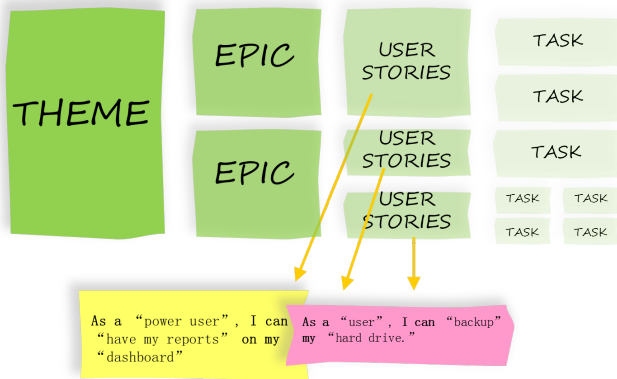 THEME
EPIC
USER
STORIES
TASK
TASK
EPIC
USER
STORIES
TASK
USER
STORIES
TASK
TASK
TASK
TASK
As a “power user”, I can
“have my reports” on my
“dashboard”
As a “user”, I can “backup”
my “hard drive.”